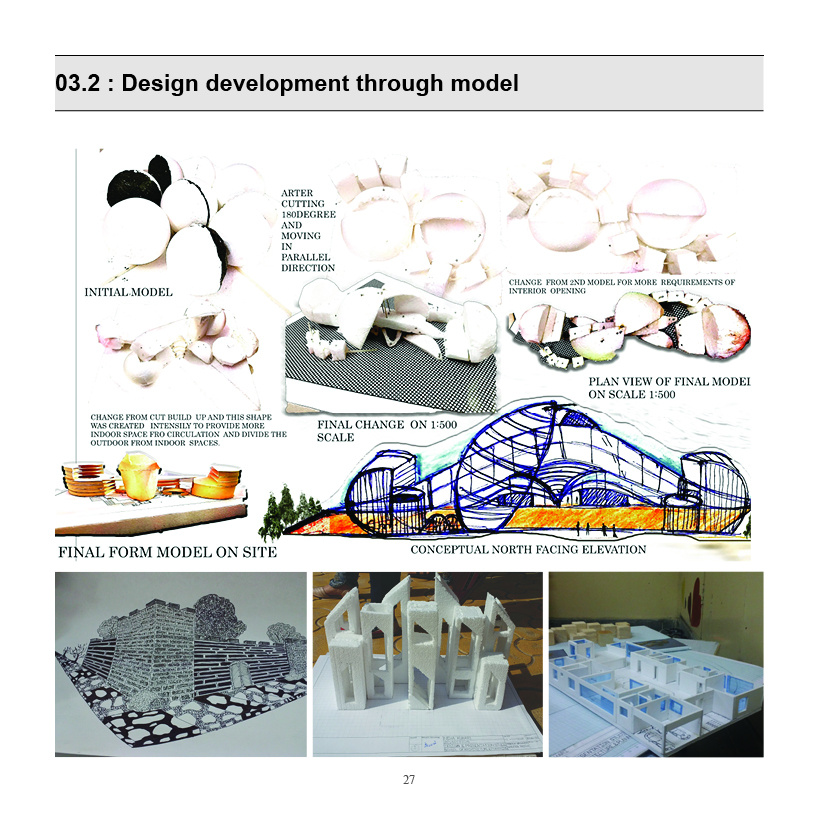 03.2 : Design development through model
ARTER
CUTTING
180DEGREE
AND
MOVING
IN
PARALLEL
DIRECTION
INITIAL MODEL
CHANGE FROM 2ND MODEL FOR MORE REQUIREMENTS OF
INTERIOR OPENING
PLAN VIEW OF FINAL MODEI
ON SCALE 1:500
CHANGE FROM CUT BUILD UP AND THIS SHAPE
WAS CREATED INTENSILY TO PROVIDE MORE
INDOOR SPACE FRO CIRCULATION AND DIVIDE THE
OUTDOOR FROM INDOOR SPACES.
FINAL CHANGE ON 1:500
SCALE
FINAL FORM MODEL ON SITE
CONCEPTUAL NORTH FACING ELEVATION
27